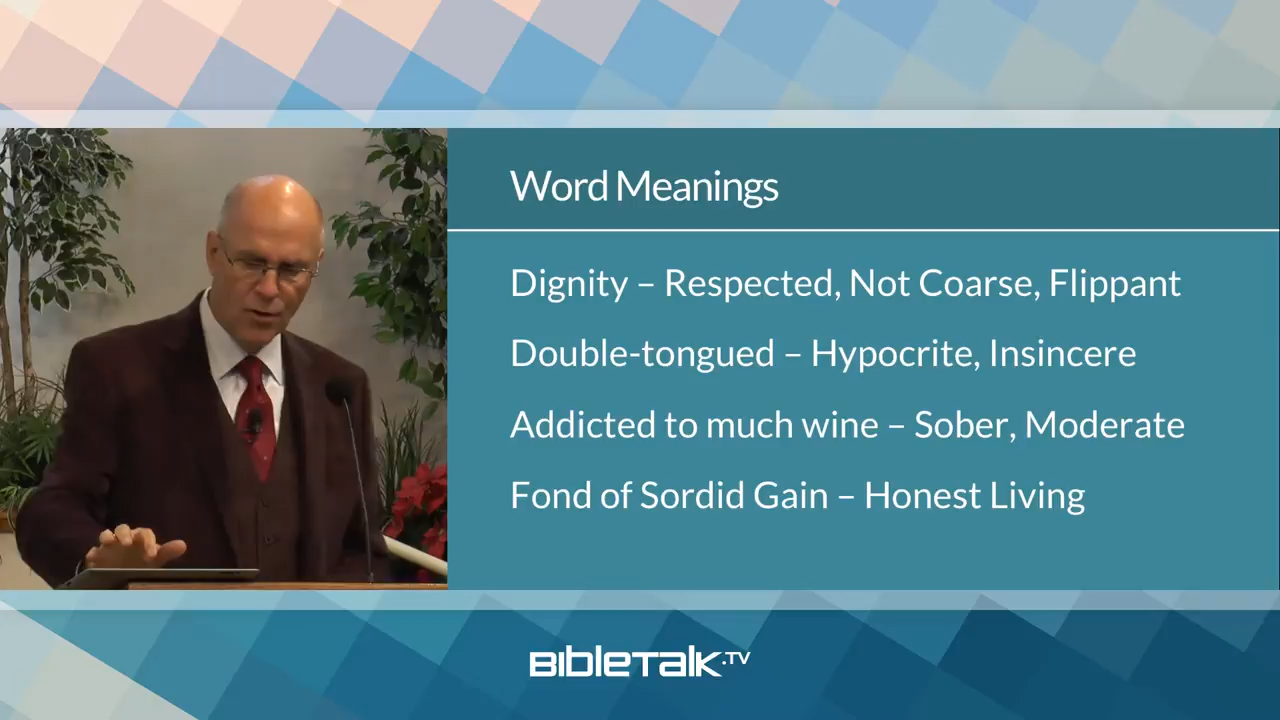 Word Meanings
Dignity – Respected, Not Coarse, Flippant
Double-tongued – Hypocrite, Insincere
Addicted to much wine – Sober, Moderate
Fond of Sordid Gain – Honest Living
BibleTalk.TV